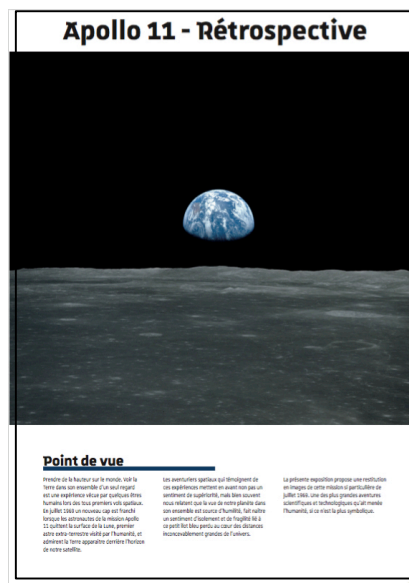 Apollo 11 - Rétrospective
Point de vue
Prendre de la hauteur sur le monde. Voir la
Terre dans son ensemble d'un seul regard
est une expérience vécue par quelques êtres
humains lors des tous premiers vols spatiaux.
En juillet 1969 un nouveau cap est franchi
lorsque les astronautes de la mission Apollo
11 quittent la surface de la Lune, premier
astre extra-terrestre visité par l'humanité, et
admirent la Terre apparaitre derrière l'horizon
de notre satellite.
Les aventuriers spatiaux qui témoignent de
ces expériences mettent en avant non pas un
sentiment de supériorité, mais bien souvent
nous relatent que la vue de notre planète dans
son ensemble est source d'humilité, fait naître
un sentiment d'isolement et de fragilité lié à
ce petit îlot bleu perdu au cœur des distances
inconcevablement grandes de l'univers.
La présente exposition propose une restitution
en images de cette mission si particulière de
juillet 1969. Une des plus grandes aventures
scientifiques et technologiques qu'ait menée
l'humanité, si ce n'est la plus symbolique.